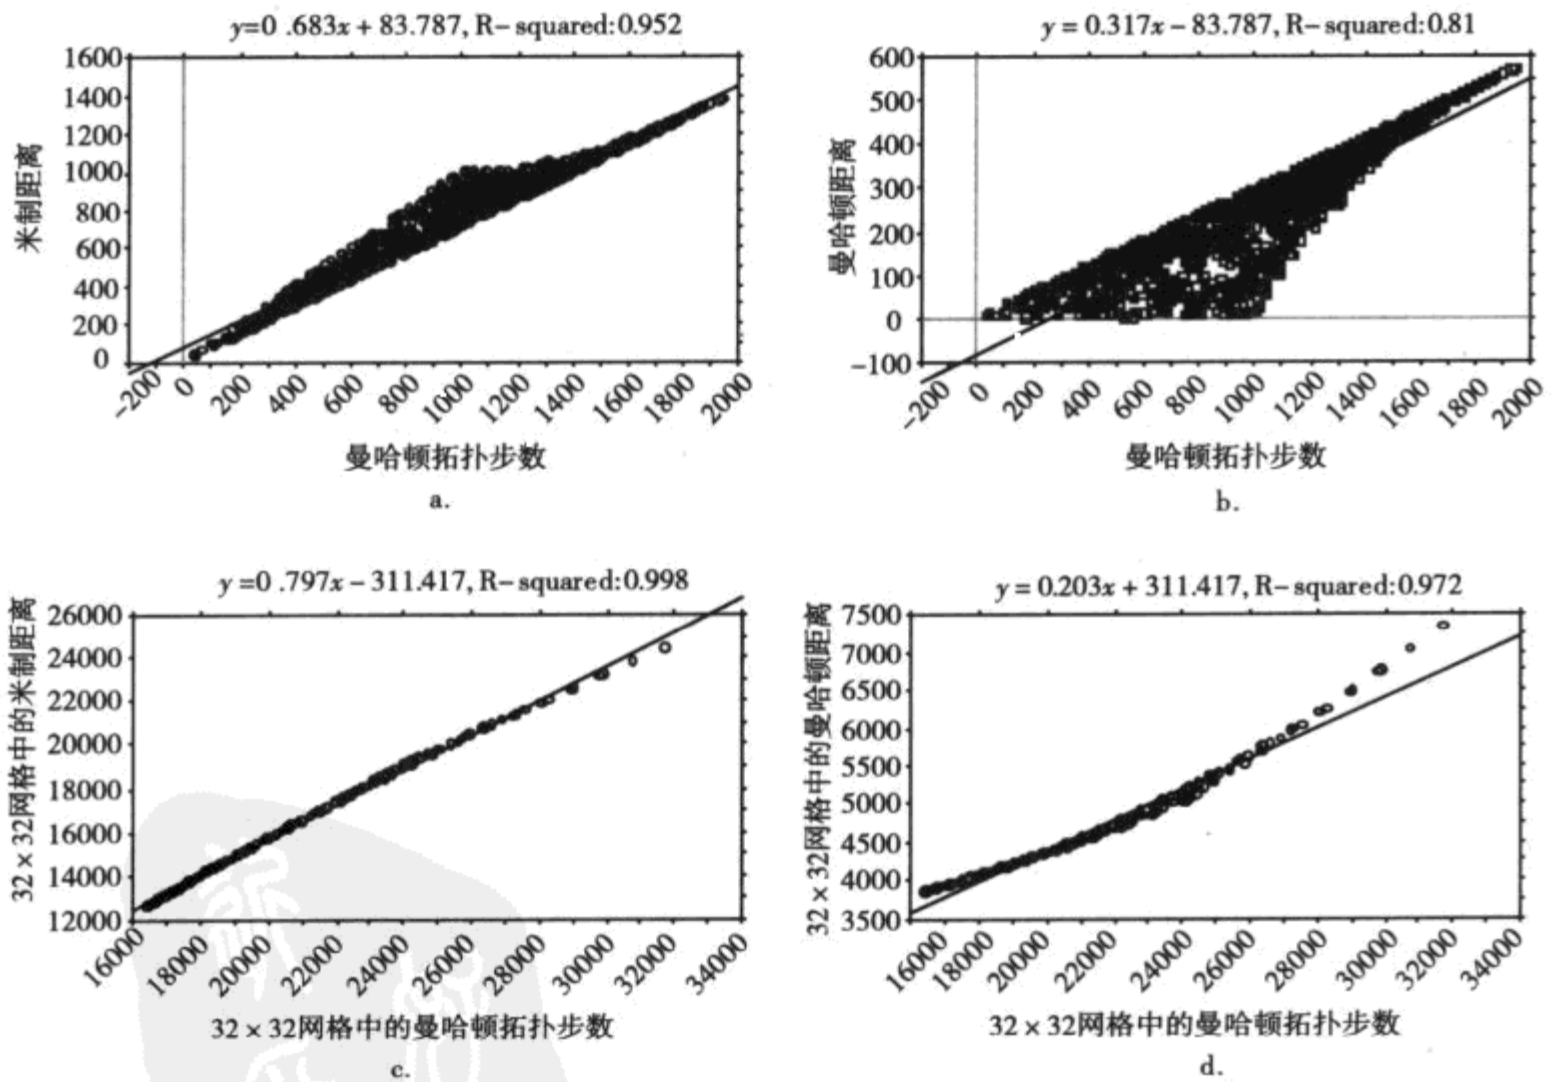 y=0 .683x + 83.787, R- squared:0.952
1600
1400
1200
1000
800
600
400
200
0
米制距离
-200 0 200 400 600 800 1000 1200 1400 1600 1800 2000
曼哈顿拓扑步数
a.
y = 0.317x - 83.787, R- squared:0.81
600
500
400
300
200
100
0
-100
曼哈顿距离
-200 0 200 400 600 800 1000 1200 1400 1600 1800 2000
曼哈顿拓扑步数
b.
y =0 .797x - 311.417, R- squared:0.998
26000
24000
22000
20000
18000
16000
14000
12000
32×32网格中的米制距离
16000 18000 20000 22000 24000 26000 28000 30000 32000 34000
32×32网格中的曼哈顿拓扑步数
c.
y = 0.203x + 311.417, R- squared:0.972
7500
7000
6500
6000
5500
5000
4500
4000
3500
32×32网格中的曼哈顿距离
16000 18000 20000 22000 24000 26000 28000 30000 32000 34000
32×32网格中的曼哈顿拓扑步数
d.